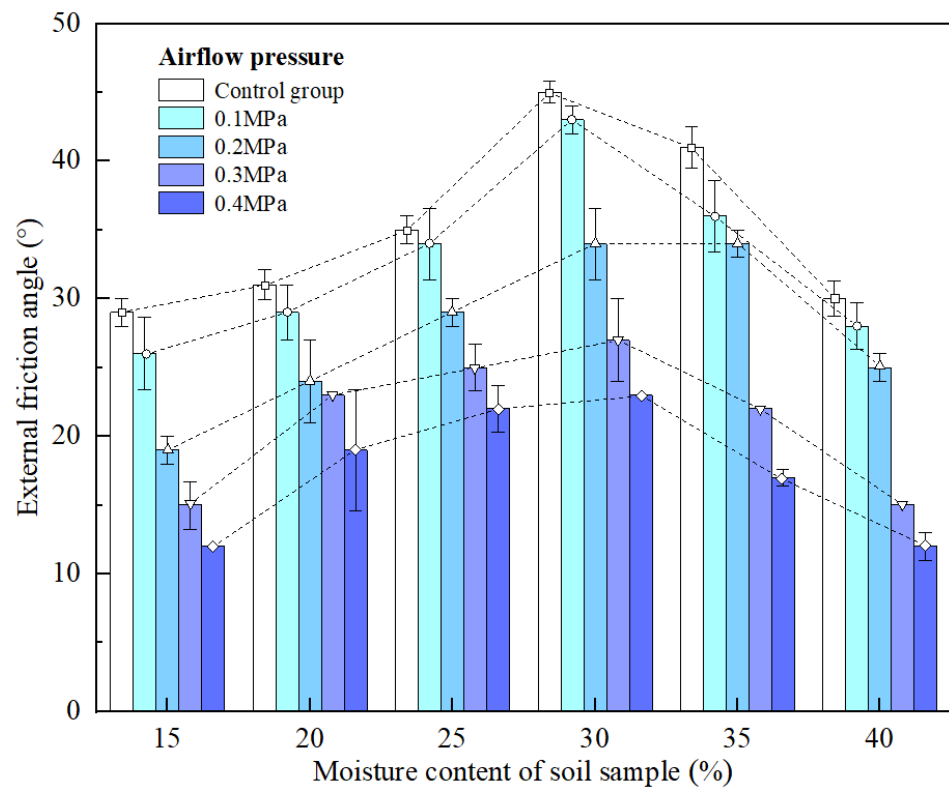 50
40
30
20
10
0
External friction angle (°)
Airflow pressure
Control group
0.1MPa
0.2MPa
0.3MPa
0.4MPa
15 20 25 30 35 40
Moisture content of soil sample (%)